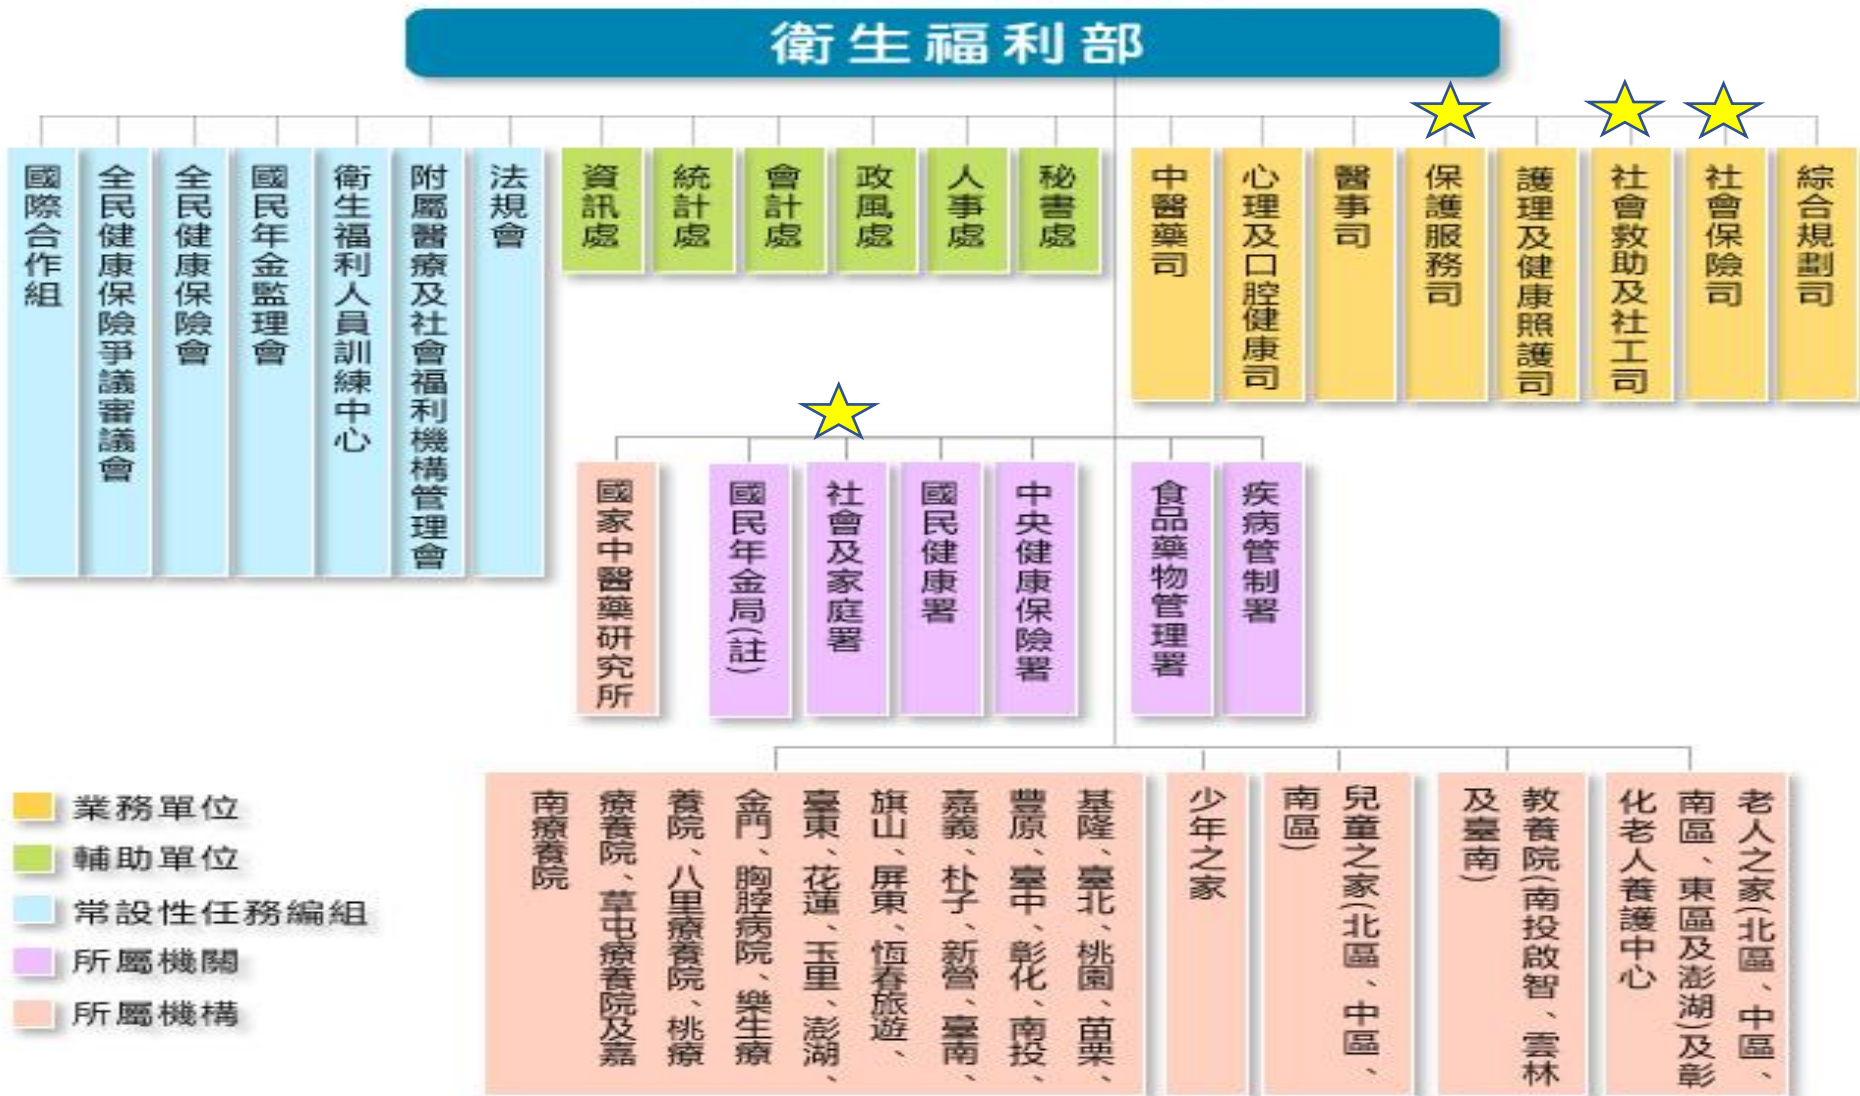 衛生福利部
國際合作組
全民健康保險爭議審議會
全民健康保險會
國民年金監理會
衛生福利人員訓練中心
附屬醫療及社會福利機構管理會
法規會
資訊處
統計處
會計處
政風處
人事處
秘書處
中醫藥司
心理及口腔健康司
醫事司
保護服務司
護理及健康照護司
社會救助及社工司
社會保險司
綜合規劃司
國家中醫藥研究所
國民年金局(註)
社會及家庭署
國民健康署
中央健康保險署
食品藥物管理署
疾病管制署
基隆、臺北、桃園、苗栗、
豐原、臺中、彰化、南投、
嘉義、朴子、新營、臺南、
旗山、屏東、恆春旅遊、
臺東、花蓮、玉里、澎湖、
金門、胸腔病院、樂生療
養院、八里療養院、桃療
療養院、草屯療養院及嘉
南療養院
少年之家
兒童之家(北區、中區、
南區)
教養院(南投啟智、雲林
及臺南)
老人之家(北區、中區、
南區、東區及澎湖)及彰
化老人養護中心
業務單位
輔助單位
常設性任務編組
所屬機關
所屬機構